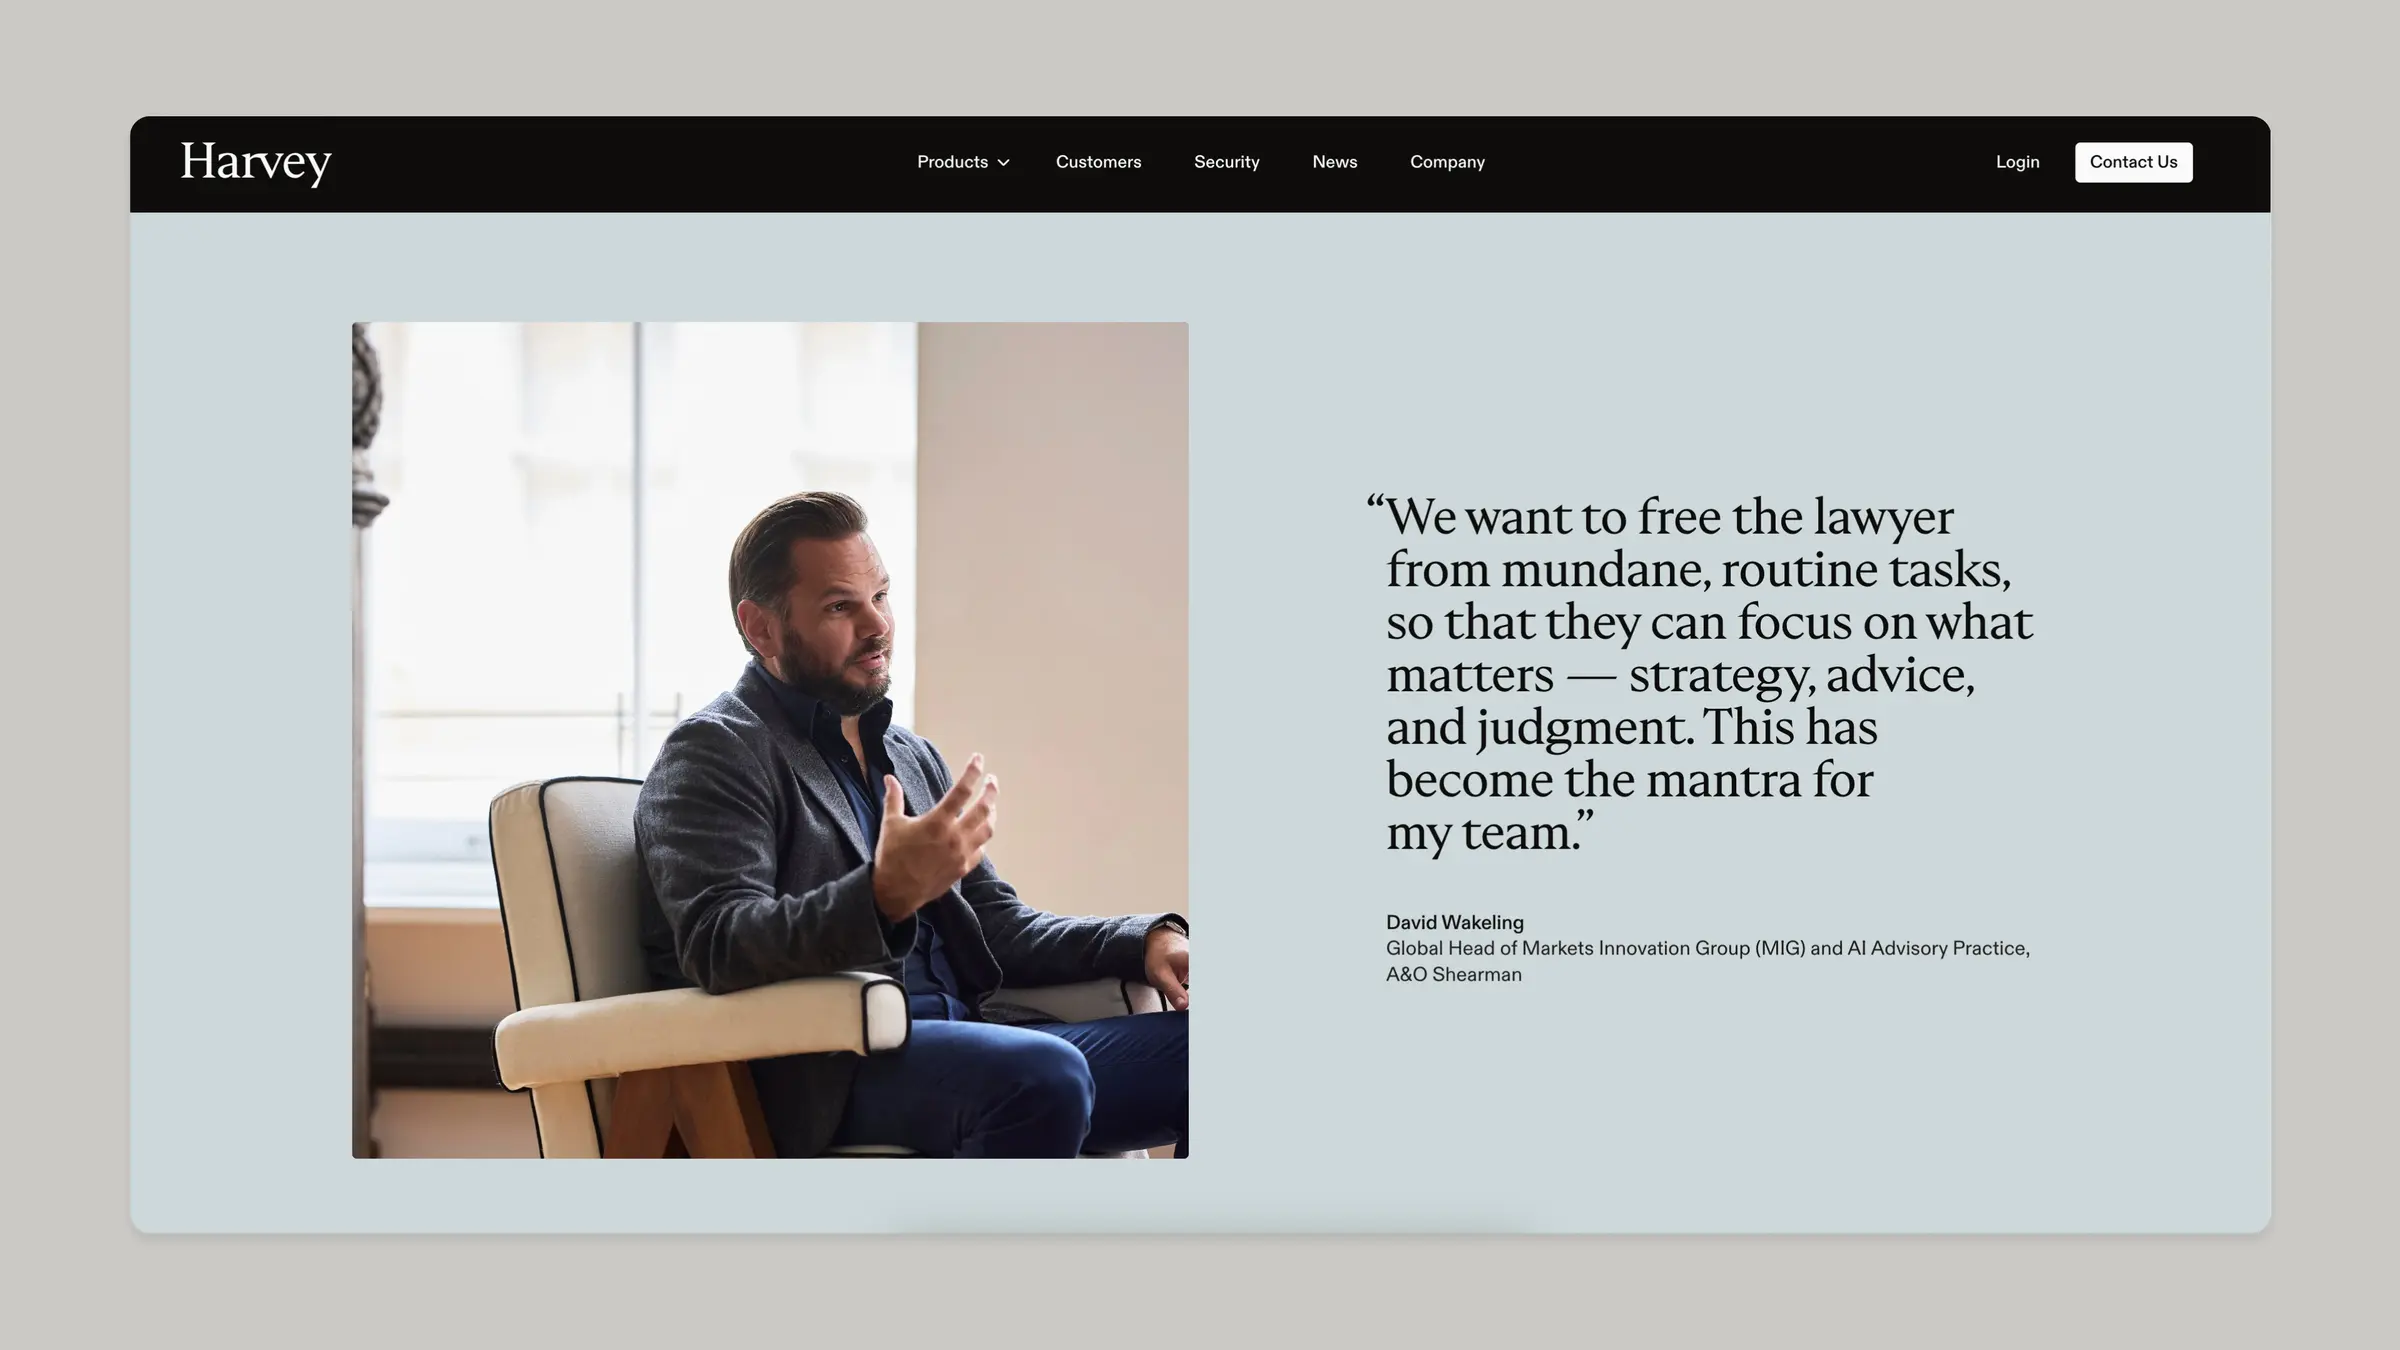 Harvey
Products
Customers
Security
News
Company
Login
Contact Us
“We want to free the lawyer
from mundane, routine tasks,
so that they can focus on what
matters — strategy, advice,
and judgment. This has
become the mantra for
my team.”
David Wakeling
Global Head of Markets Innovation Group (MIG) and AI Advisory Practice,
A&O Shearman